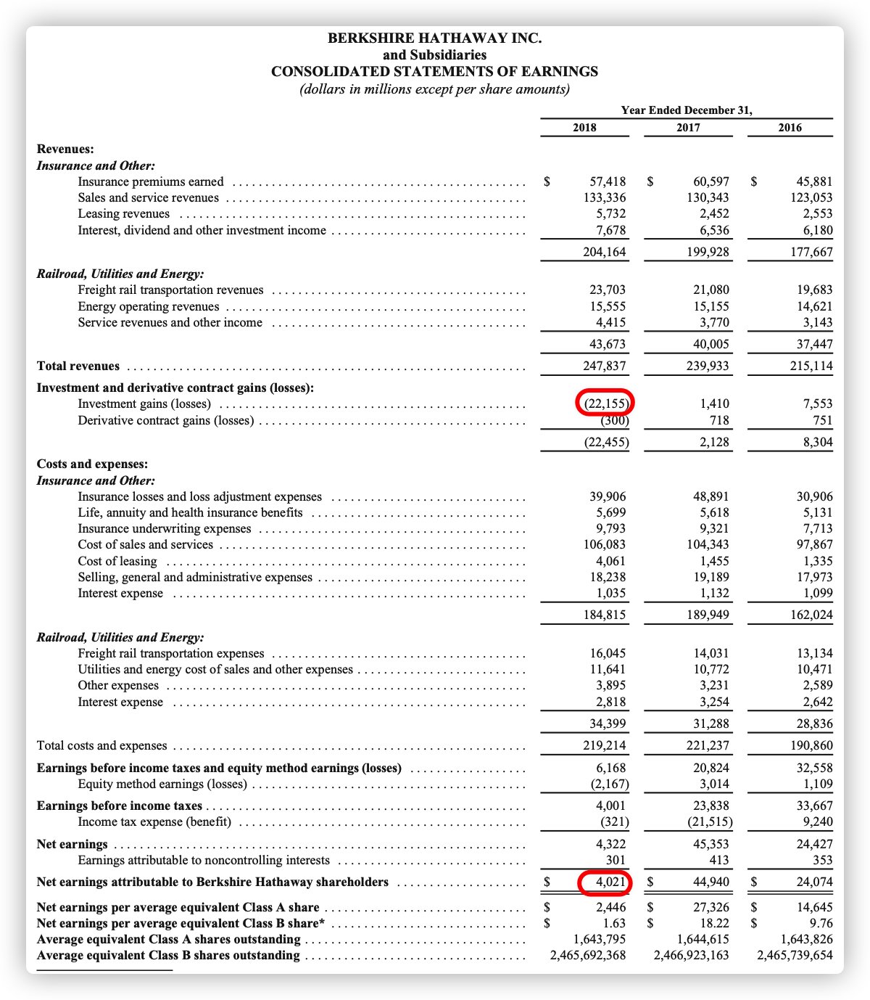 BERKSHIRE HATHAWAY INC.
and Subsidiaries
CONSOLIDATED STATEMENTS OF EARNINGS
(dollars in millions except per share amounts)
Year Ended December 31,
2018 2017 2016
Revenues:
Insurance and Other:
Insurance premiums earned $ 57,418 $ 60,597 $ 45,881
Sales and service revenues 133,336 130,343 123,053
Leasing revenues 5,732 2,452 2,553
Interest, dividend and other investment income 7,678 6,536 6,180
204,164 199,928 177,667
Railroad, Utilities and Energy:
Freight rail transportation revenues 23,703 21,080 19,683
Energy operating revenues 15,555 15,155 14,621
Service revenues and other income 4,415 3,770 3,143
43,673 40,005 37,447
Total revenues 247,837 239,933 215,114
Investment and derivative contract gains (losses):
Investment gains (losses) (22,155) 1,410 7,553
Derivative contract gains (losses) (300) 718 751
(22,455) 2,128 8,304
Costs and expenses:
Insurance and Other:
Insurance losses and loss adjustment expenses 39,906 48,891 30,906
Life, annuity and health insurance benefits 5,699 5,618 5,131
Insurance underwriting expenses 9,793 9,321 7,713
Cost of sales and services 106,083 104,343 97,867
Cost of leasing 4,061 1,455 1,335
Selling, general and administrative expenses 18,238 19,189 17,973
Interest expense 1,035 1,132 1,099
184,815 189,949 162,024
Railroad, Utilities and Energy:
Freight rail transportation expenses 16,045 14,031 13,134
Utilities and energy cost of sales and other expenses 11,641 10,772 10,471
Other expenses 3,895 3,231 2,589
Interest expense 2,818 3,254 2,642
34,399 31,288 28,836
Total costs and expenses 219,214 221,237 190,860
Earnings before income taxes and equity method earnings (losses) 6,168 20,824 32,558
Equity method earnings (losses) (2,167) 3,014 1,109
Earnings before income taxes 4,001 23,838 33,667
Income tax expense (benefit) (321) (21,515) 9,240
Net earnings 4,322 45,353 24,427
Earnings attributable to noncontrolling interests 301 413 353
Net earnings attributable to Berkshire Hathaway shareholders $ 4,021 $ 44,940 $ 24,074
Net earnings per average equivalent Class A share $ 2,446 $ 27,326 $ 14,645
Net earnings per average equivalent Class B share* $ 1.63 $ 18.22 $ 9.76
Average equivalent Class A shares outstanding 1,643,795 1,644,615 1,643,826
Average equivalent Class B shares outstanding 2,465,692,368 2,466,923,163 2,465,739,654